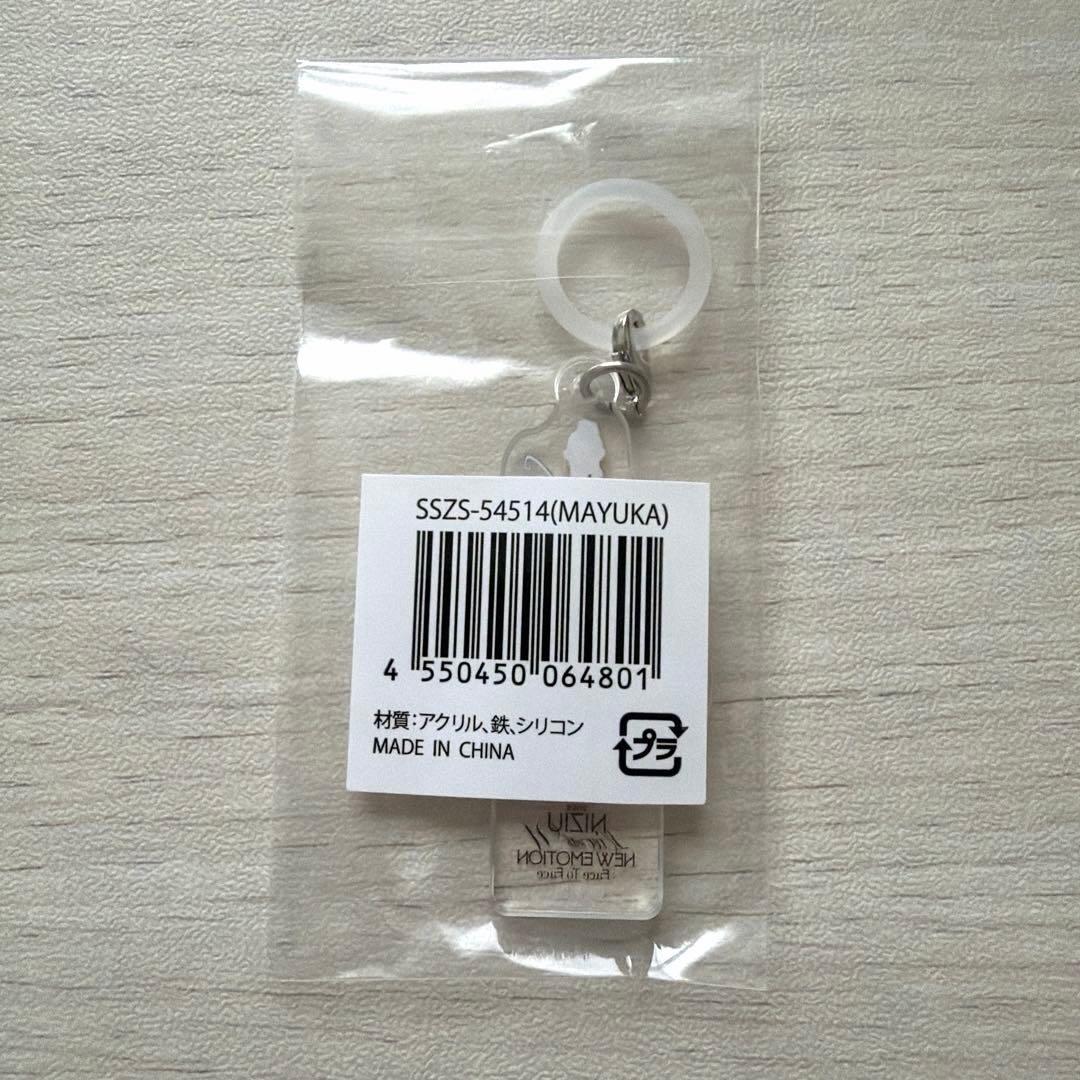 SSZS-54514(MAYUKA)
4 550450 064801
材質:アクリル、鉄、シリコン
MADE IN CHINA
プラ
NIZIU
NEW EMOTION
Face To Face